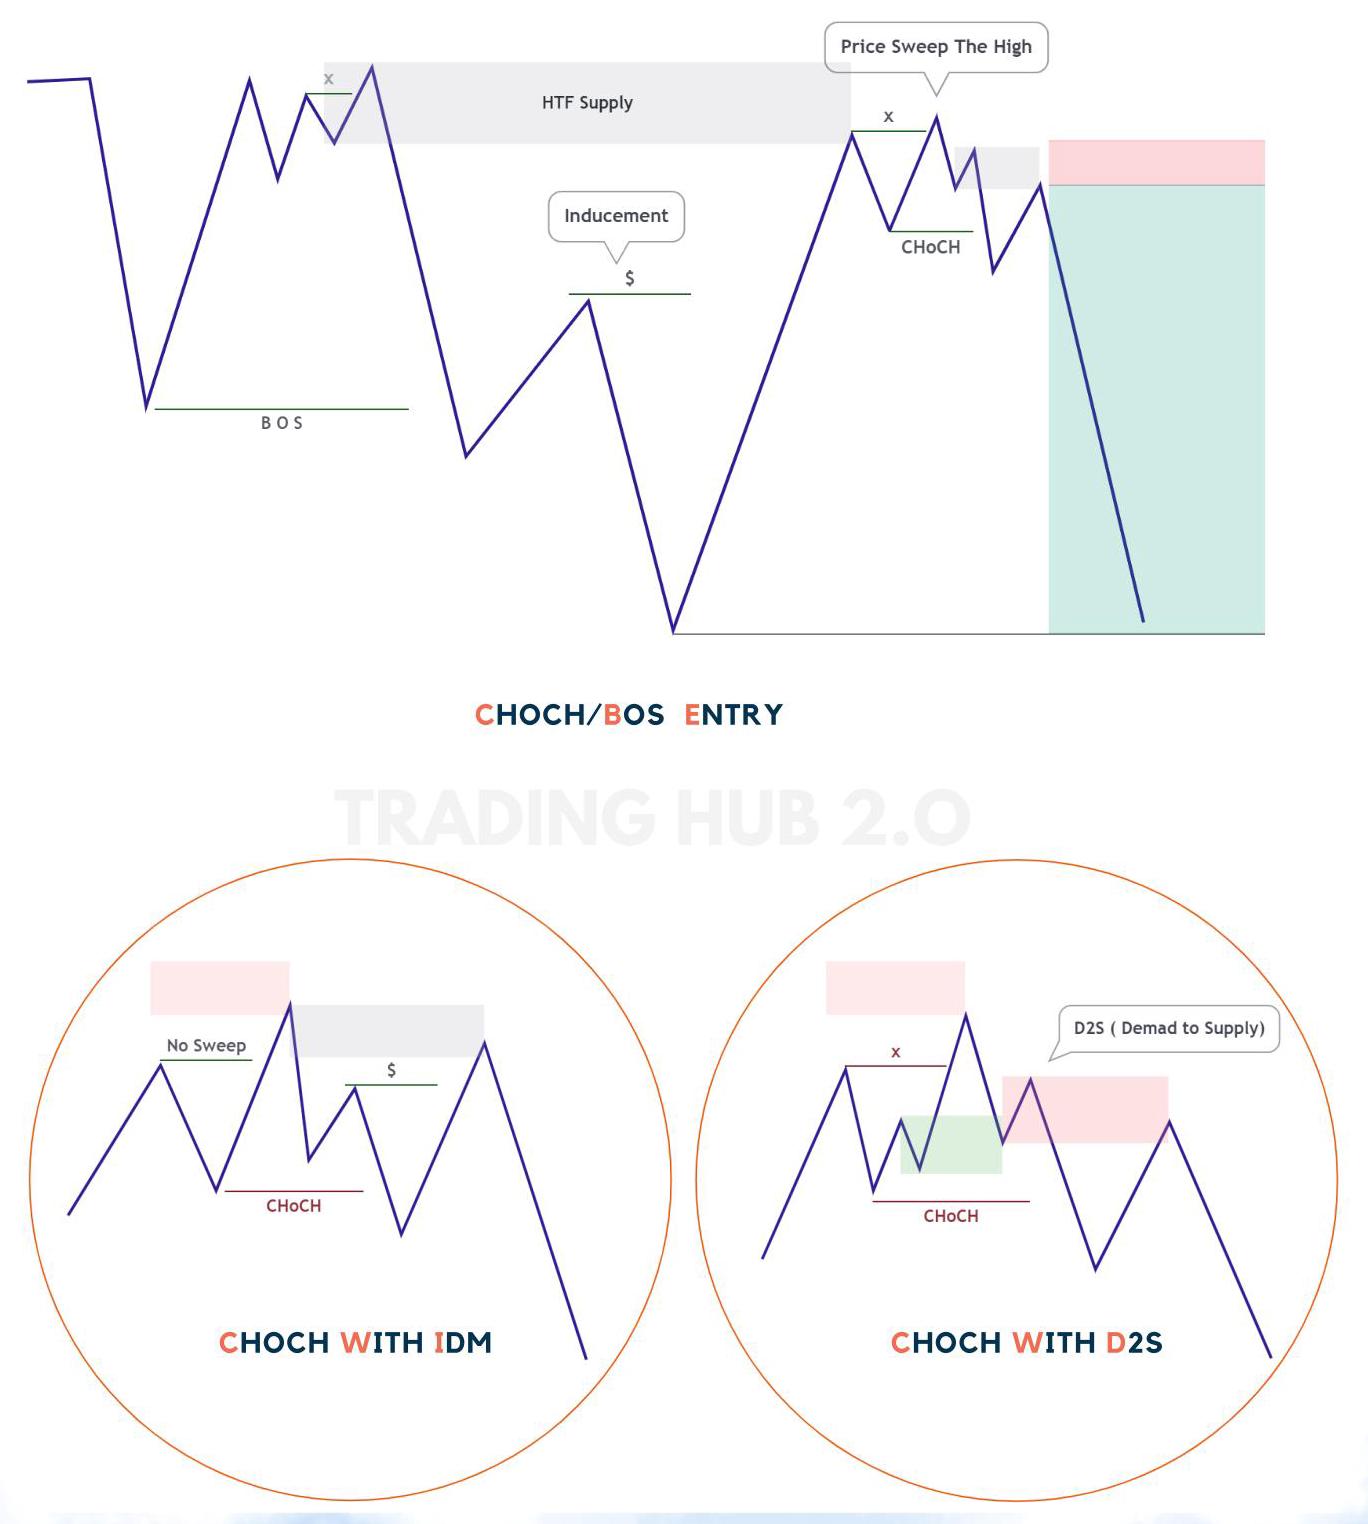 Price Sweep The High
x
HTF Supply
x
Inducement
$
CHoCH
B O S
CHOCH/BOS ENTRY
TRADING HUB 2.O
No Sweep
$
CHoCH
CHOCH WITH IDM
D2S ( Demad to Supply)
x
CHoCH
CHOCH WITH D2S